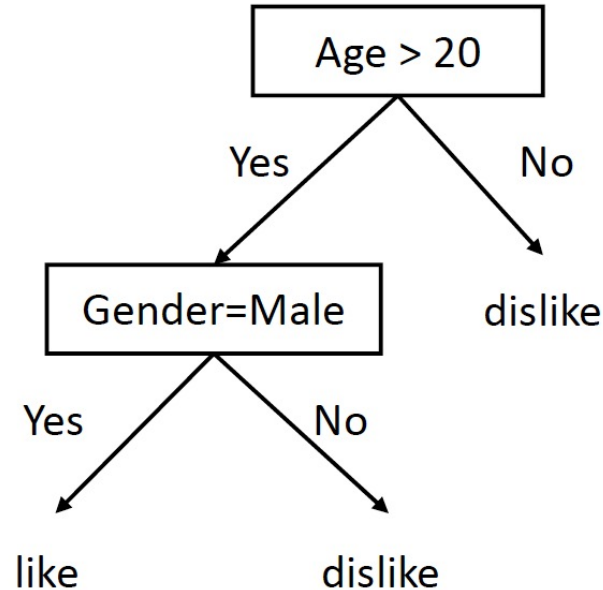 Age > 20
Yes
No
Gender=Male
dislike
Yes
No
like
dislike